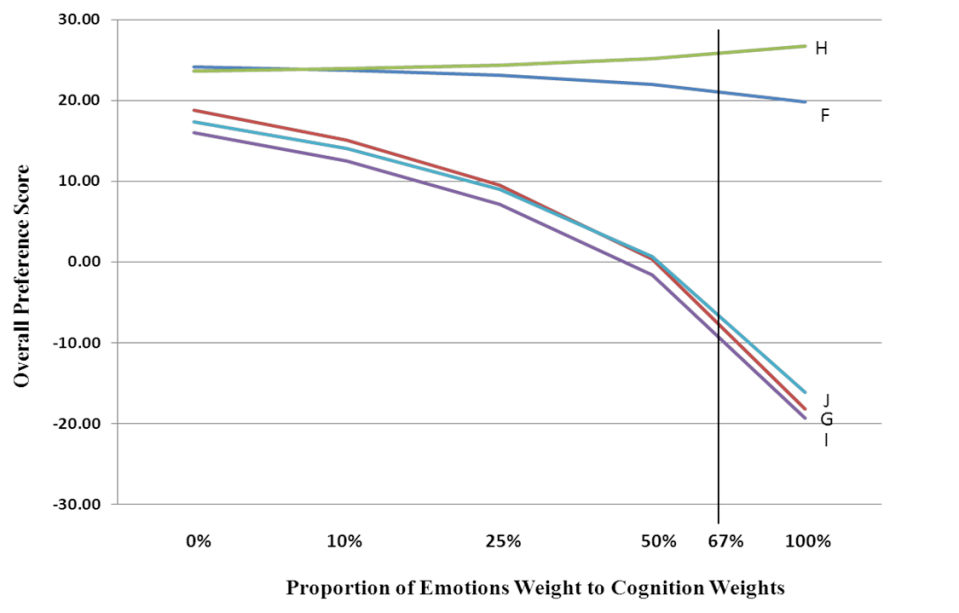 30.00
20.00
10.00
0.00
-10.00
-20.00
-30.00
Overall Preference Score
H
F
J
G
I
0% 10% 25% 50% 67% 100%
Proportion of Emotions Weight to Cognition Weights